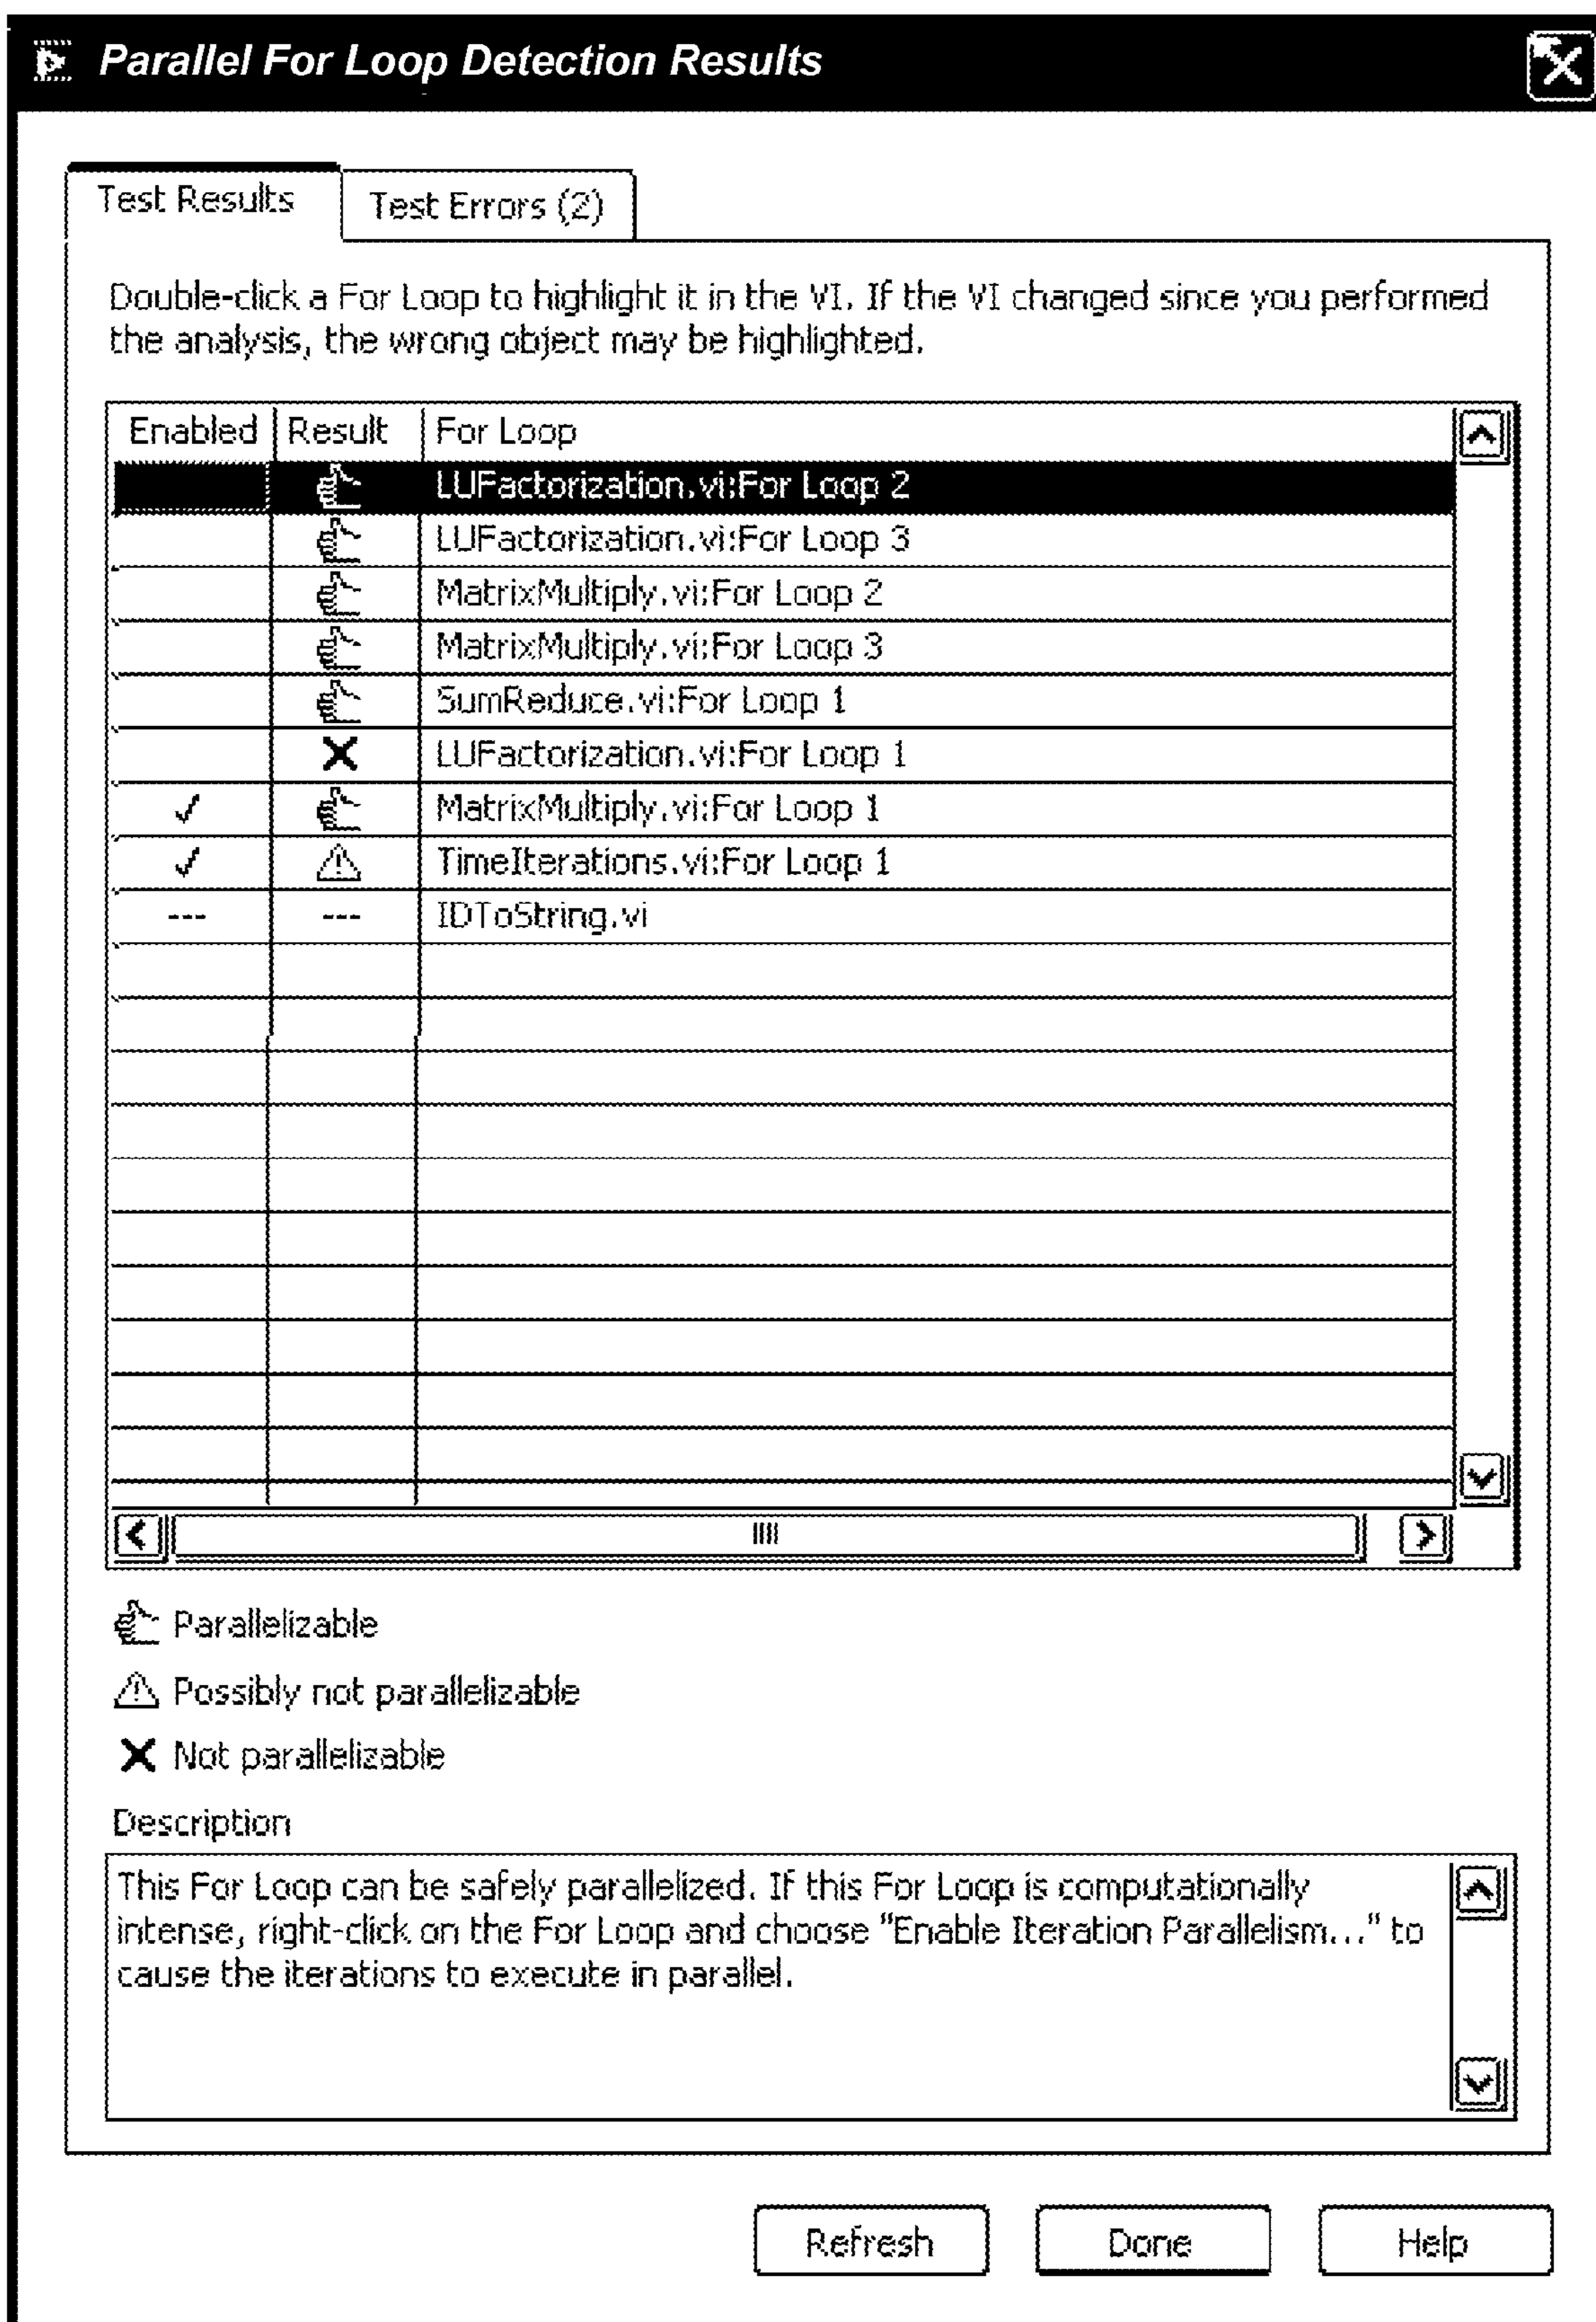 Parallel For Loop Detection Results
Test Results
Test Errors (2)
Double-click a For Loop to highlight it in the VI. If the VI changed since you performed
the analysis, the wrong object may be highlighted.
Enabled Result For Loop
LUFactorization.vi:For Loop 2
LUFactorization.vi:For Loop 3
MatrixMultiply.vi:For Loop 2
MatrixMultiply.vi:For Loop 3
SumReduce.vi:For Loop 1
LUFactorization.vi:For Loop 1
MatrixMultiply.vi:For Loop 1
TimeIterations.vi:For Loop 1
--- --- IDToString.vi
Parallelizable
Possibly not parallelizable
Not parallelizable
Description
This For Loop can be safely parallelized. If this For Loop is computationally
intense, right-click on the For Loop and choose "Enable Iteration Parallelism..." to
cause the iterations to execute in parallel.
Refresh
Done
Help